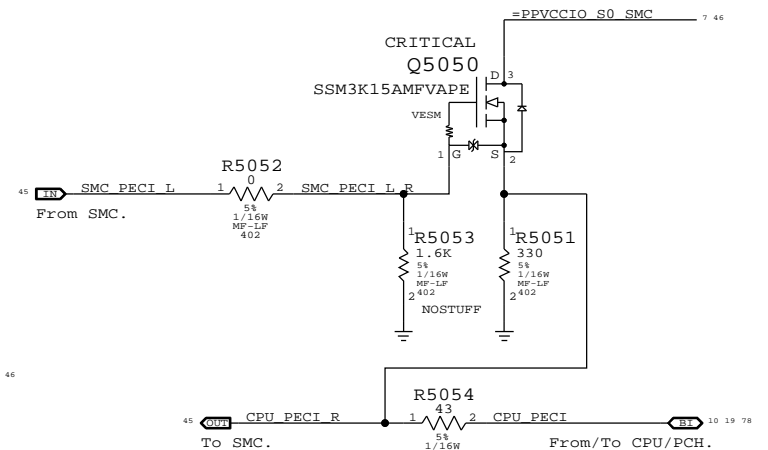 =PPVCCIO_S0_SMC 7 46
CRITICAL
Q5050
SSM3K15AMFVAPE
VESM
D 3
1 G S 2
R5052
0
45 IN SMC_PECI_L 1 2 SMC_PECI_L_R
From SMC.
5%
1/16W
MF-LF
402
1 R5053
1.6K
5%
1/16W
MF-LF
2 402
NOSTUFF
1 R5051
330
5%
1/16W
MF-LF
2 402
46
R5054
43
45 OUT CPU_PECI_R 1 2 CPU_PECI BI 10 19 78
To SMC.
5%
1/16W
From/To CPU/PCH.